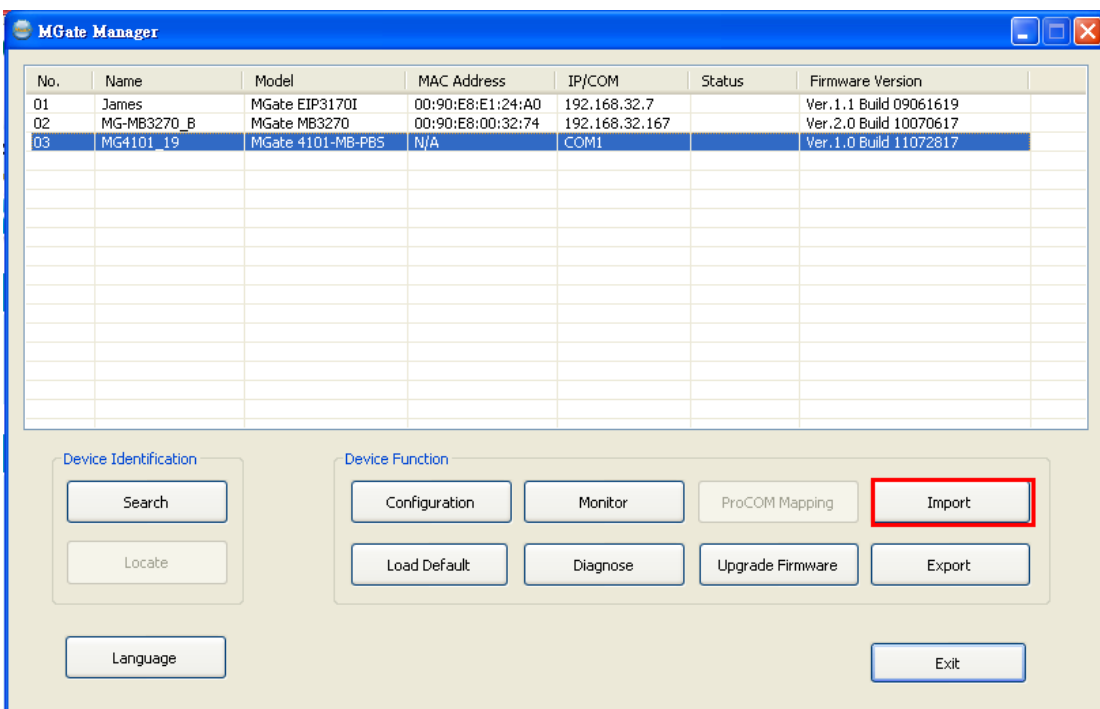 MGate Manager
No. Name Model MAC Address IP/COM Status Firmware Version
01 James MGate EIP3170I 00:90:E8:E1:24:A0 192.168.32.7 Ver.1.1 Build 09061619
02 MG-MB3270_B MGate MB3270 00:90:E8:00:32:74 192.168.32.167 Ver.2.0 Build 10070617
03 MG4101_19 MGate 4101-MB-PBS N/A COM1 Ver.1.0 Build 11072817
Device Identification Device Function
Search Configuration Monitor ProCOM Mapping Import
Locate Load Default Diagnose Upgrade Firmware Export
Language Exit